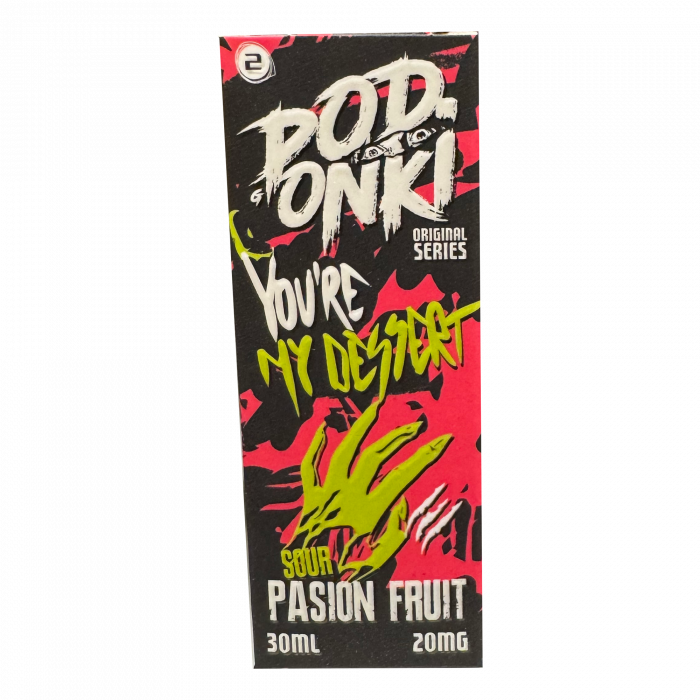 2
POD.
ONKI
ORIGINAL
SERIES
YOU'RE
MY DESSERT
SOUR
PASION FRUIT
30ML 20MG